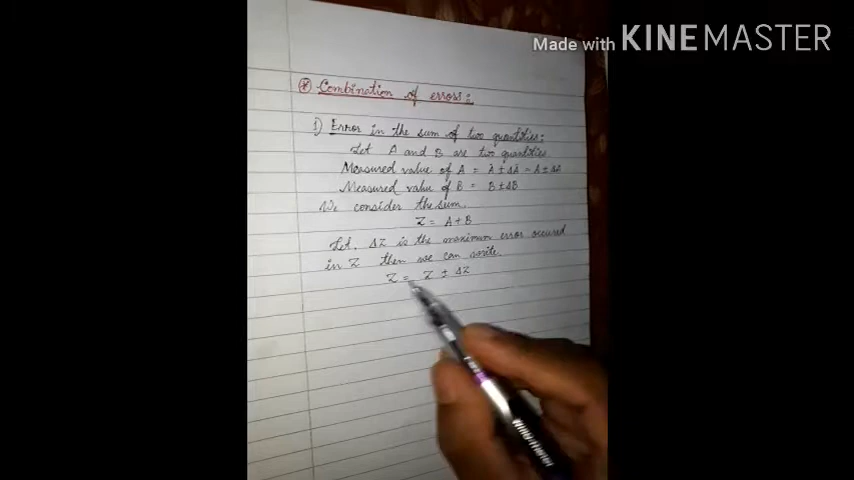 Made with KINEMASTER
* Combination of errors:
1) Error in the sum of two quantities:
Let A and B are two quantities
Measured value of A = A ± ΔA - A ± ΔA
Measured value of B = B ± ΔB
We consider the sum.
Z = A + B
Let, ΔZ is the maximum error occured
in Z then we can write.
Z = Z ± ΔZ